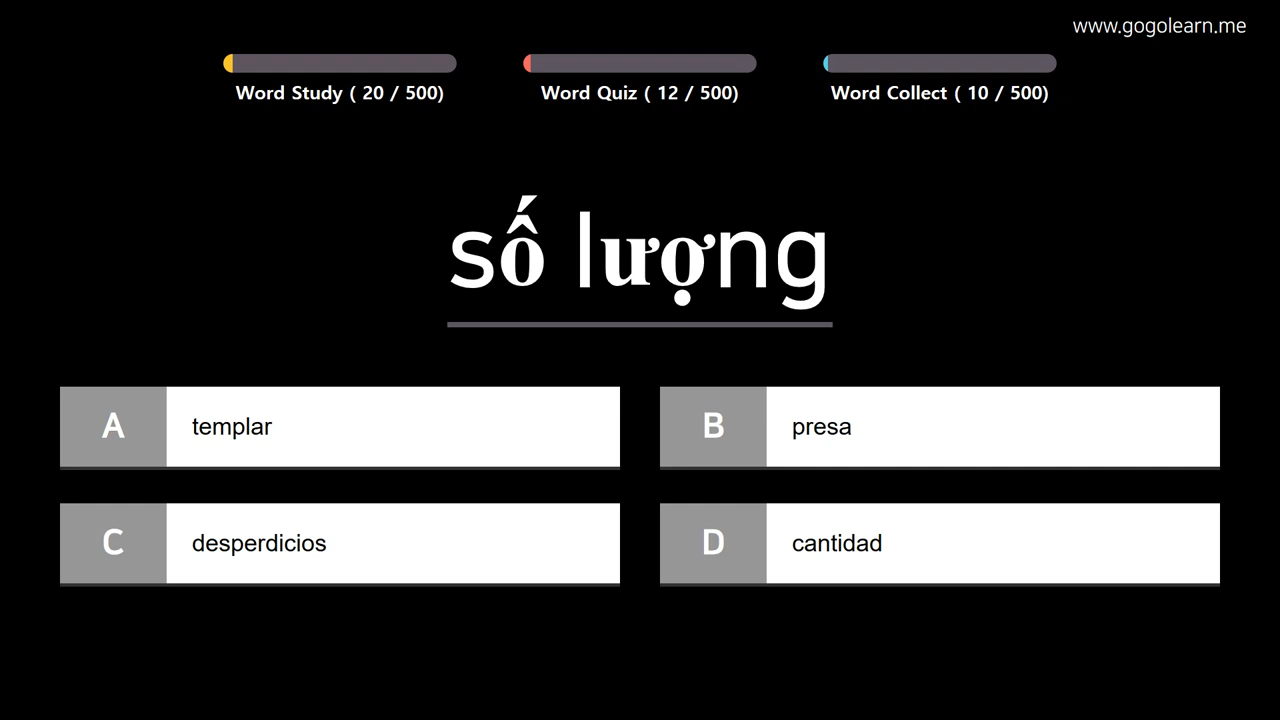 www.gogolearn.me
Word Study ( 20 / 500)
Word Quiz ( 12 / 500)
Word Collect ( 10 / 500)
số lượng
A templar
B presa
C desperdicios
D cantidad